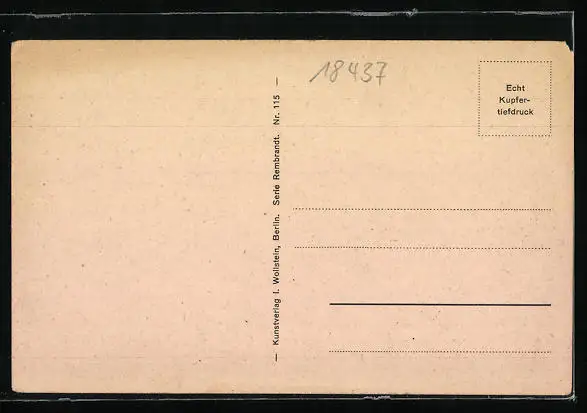 18437
Echt
Kupfer-
tiefdruck
— Kunstverlag I. Wollstein, Berlin. Serie Rembrandt. Nr. 115 —